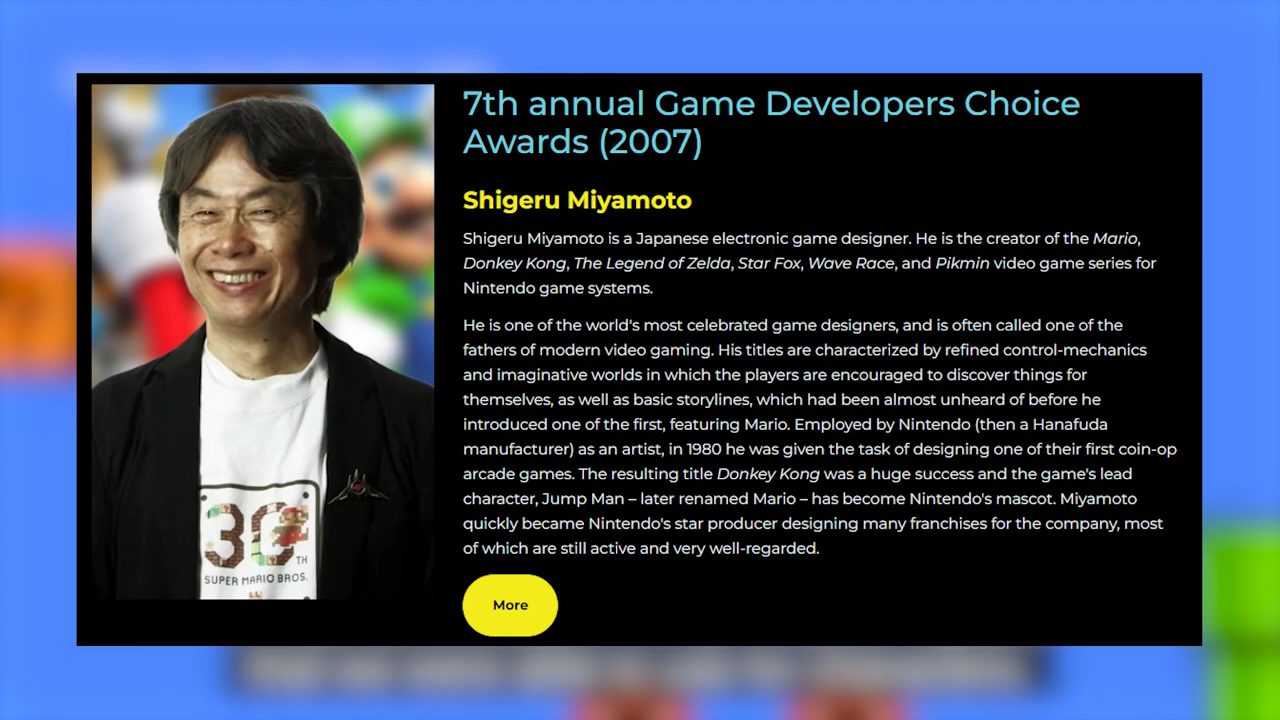 7th annual Game Developers Choice
Awards (2007)
Shigeru Miyamoto
Shigeru Miyamoto is a Japanese electronic game designer. He is the creator of the Mario,
Donkey Kong, The Legend of Zelda, Star Fox, Wave Race, and Pikmin video game series for
Nintendo game systems.
He is one of the world's most celebrated game designers, and is often called one of the
fathers of modern video gaming. His titles are characterized by refined control-mechanics
and imaginative worlds in which the players are encouraged to discover things for
themselves, as well as basic storylines, which had been almost unheard of before he
introduced one of the first, featuring Mario. Employed by Nintendo (then a Hanafuda
manufacturer) as an artist, in 1980 he was given the task of designing one of their first coin-op
arcade games. The resulting title Donkey Kong was a huge success and the game's lead
character, Jump Man – later renamed Mario – has become Nintendo's mascot. Miyamoto
quickly became Nintendo's star producer designing many franchises for the company, most
of which are still active and very well-regarded.
More
30TH
SUPER MARIO BROS.